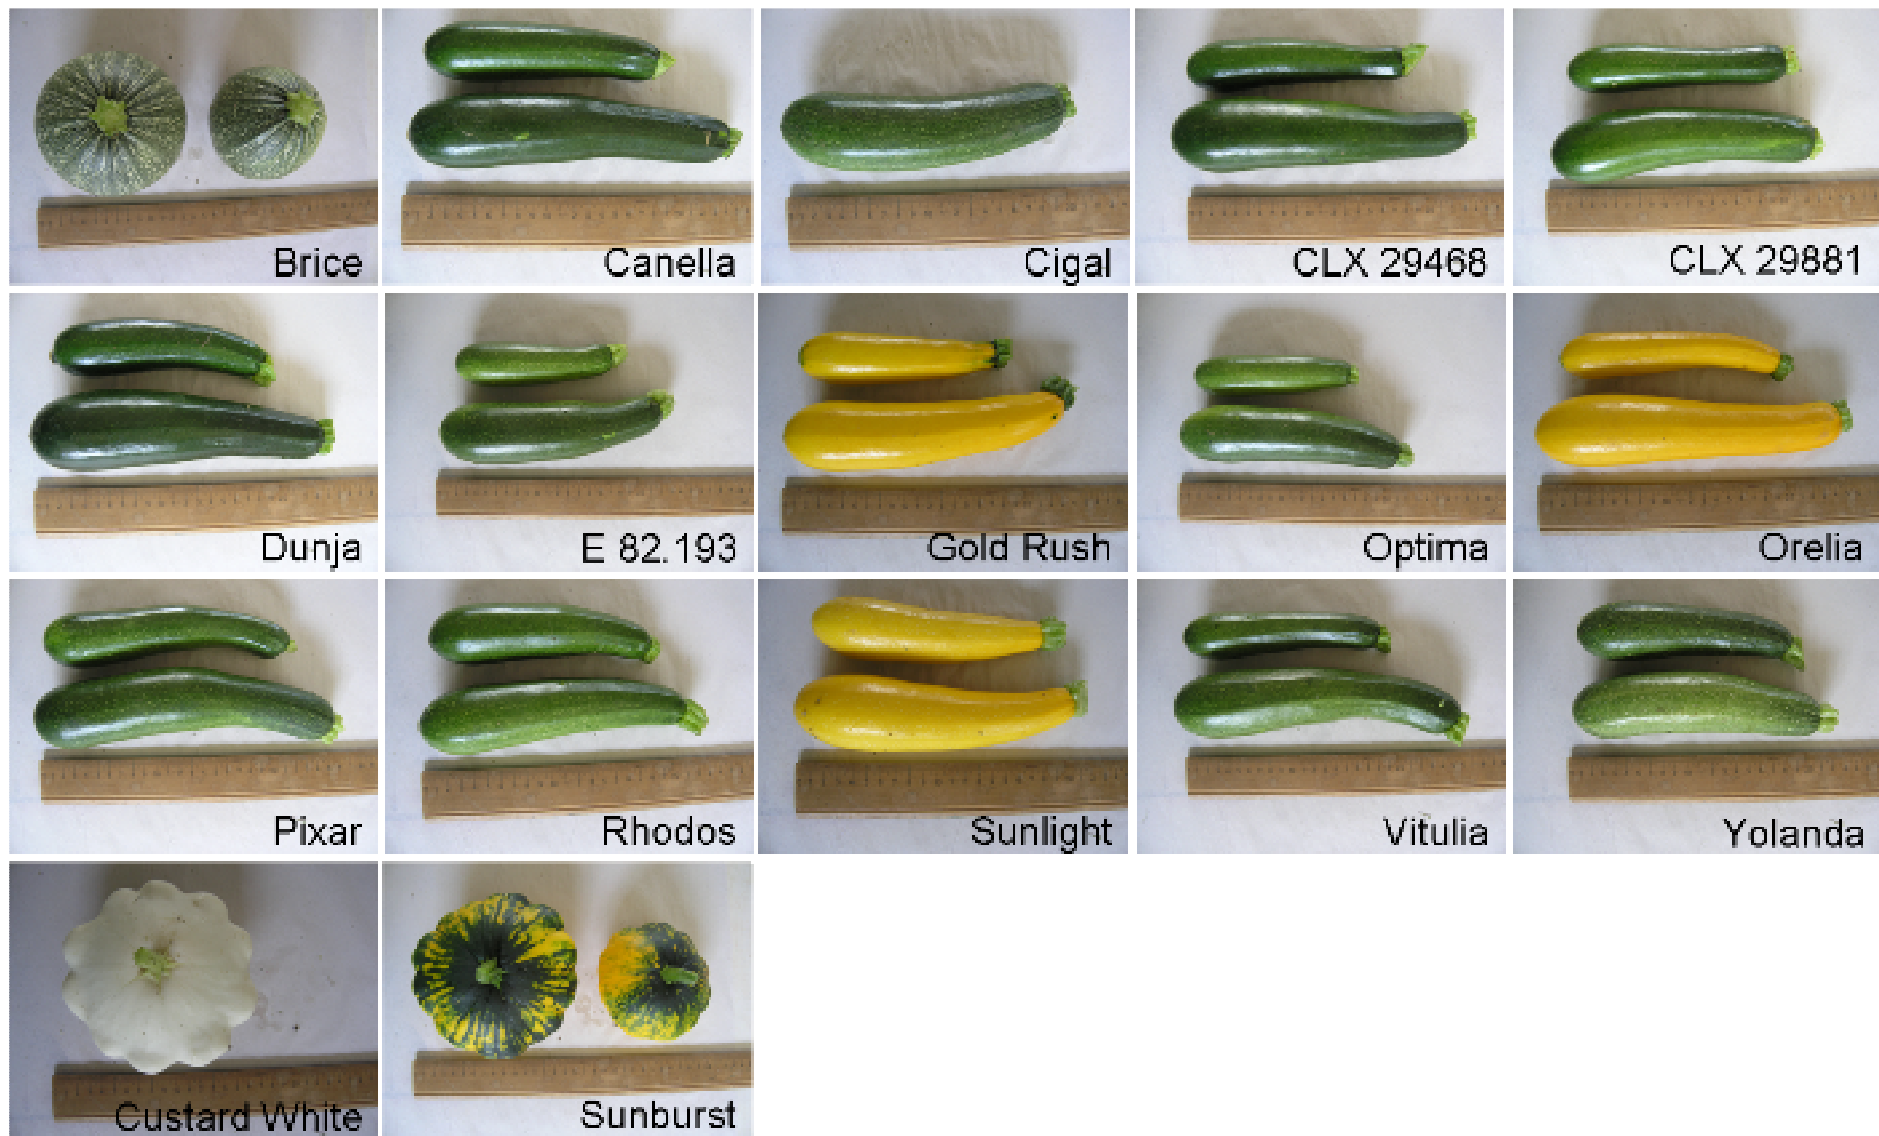 Brice
Canella
Cigal
CLX 29468
CLX 29881
Dunja
E 82.193
Gold Rush
Optima
Orelia
Pixar
Rhodos
Sunlight
Vitulia
Yolanda
Custard White
Sunburst